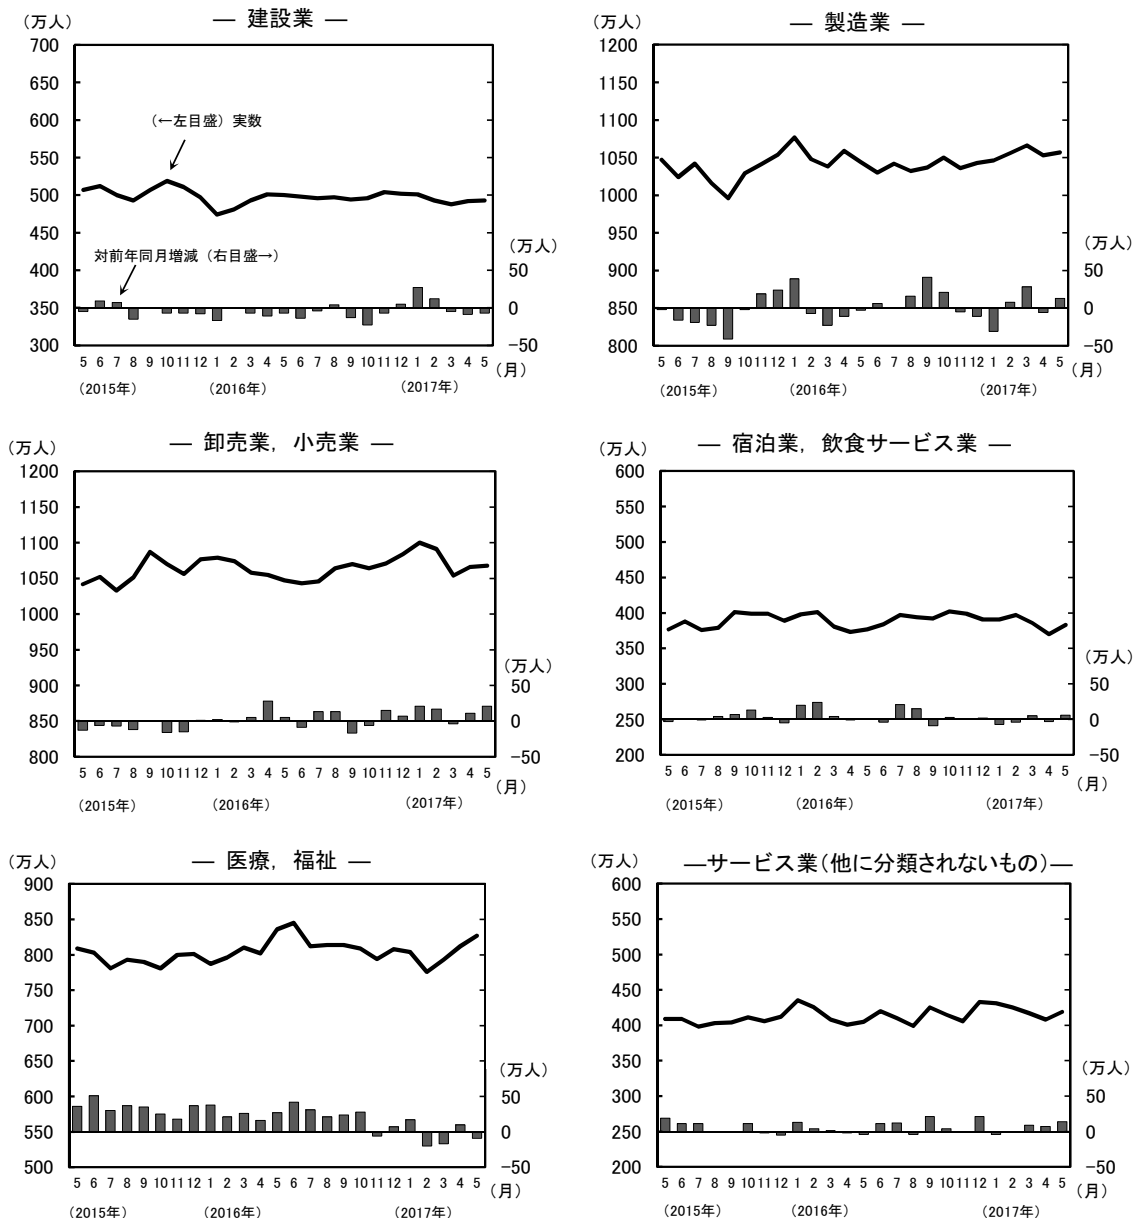 ― 建設業 ―
(万人)
700
650
600
550
500
450
400
350
300
(←左目盛) 実数
対前年同月増減 (右目盛→)
(万人)
50
0
−50
5 6 7 8 9 10 11 12 1 2 3 4 5 6 7 8 9 10 11 12 1 2 3 4 5
(月)
(2015年) (2016年) (2017年)
― 製造業 ―
(万人)
1200
1150
1100
1050
1000
950
900
850
800
(万人)
50
0
−50
5 6 7 8 9 10 11 12 1 2 3 4 5 6 7 8 9 10 11 12 1 2 3 4 5
(月)
(2015年) (2016年) (2017年)
― 卸売業, 小売業 ―
(万人)
1200
1150
1100
1050
1000
950
900
850
800
(万人)
50
0
−50
5 6 7 8 9 10 11 12 1 2 3 4 5 6 7 8 9 10 11 12 1 2 3 4 5
(月)
(2015年) (2016年) (2017年)
― 宿泊業, 飲食サービス業 ―
(万人)
600
550
500
450
400
350
300
250
200
(万人)
50
0
−50
5 6 7 8 9 10 11 12 1 2 3 4 5 6 7 8 9 10 11 12 1 2 3 4 5
(月)
(2015年) (2016年) (2017年)
― 医療, 福祉 ―
(万人)
900
850
800
750
700
650
600
550
500
(万人)
50
0
−50
5 6 7 8 9 10 11 12 1 2 3 4 5 6 7 8 9 10 11 12 1 2 3 4 5
(月)
(2015年) (2016年) (2017年)
―サービス業(他に分類されないもの)―
(万人)
600
550
500
450
400
350
300
250
200
(万人)
50
0
−50
5 6 7 8 9 10 11 12 1 2 3 4 5 6 7 8 9 10 11 12 1 2 3 4 5
(月)
(2015年) (2016年) (2017年)